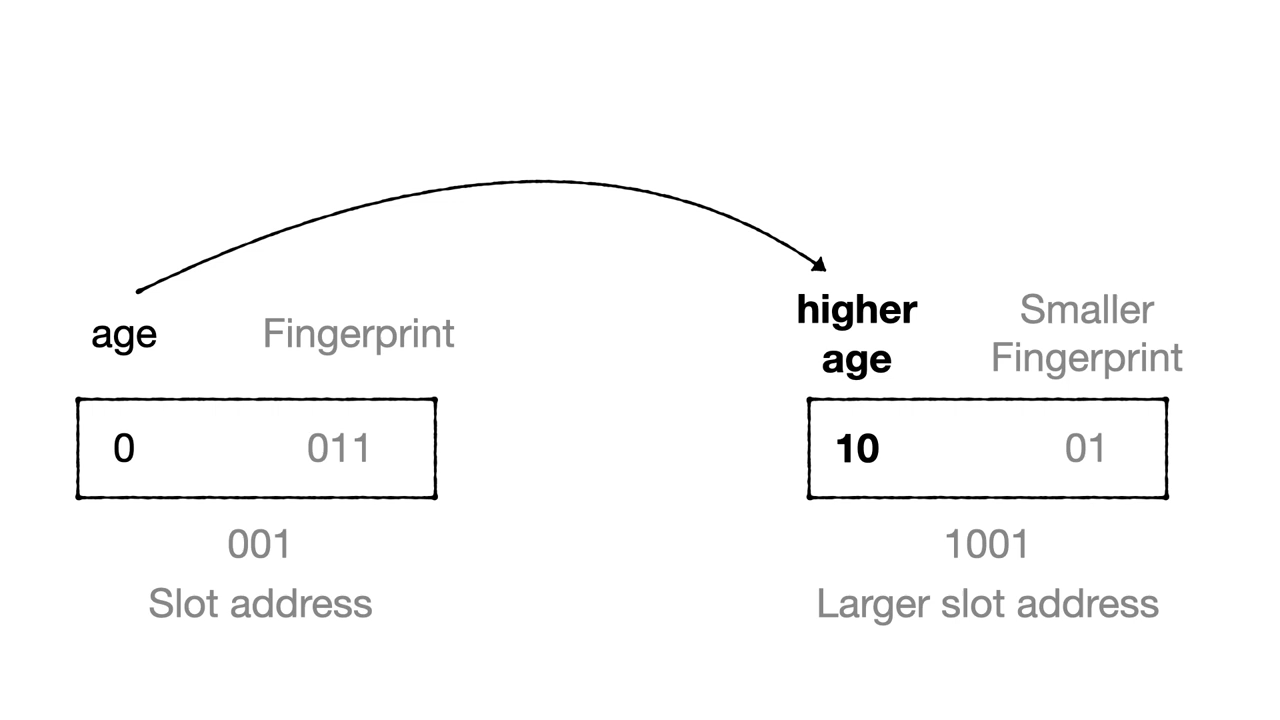 age
Fingerprint
0
011
001
Slot address
higher
age
Smaller
Fingerprint
10
01
1001
Larger slot address